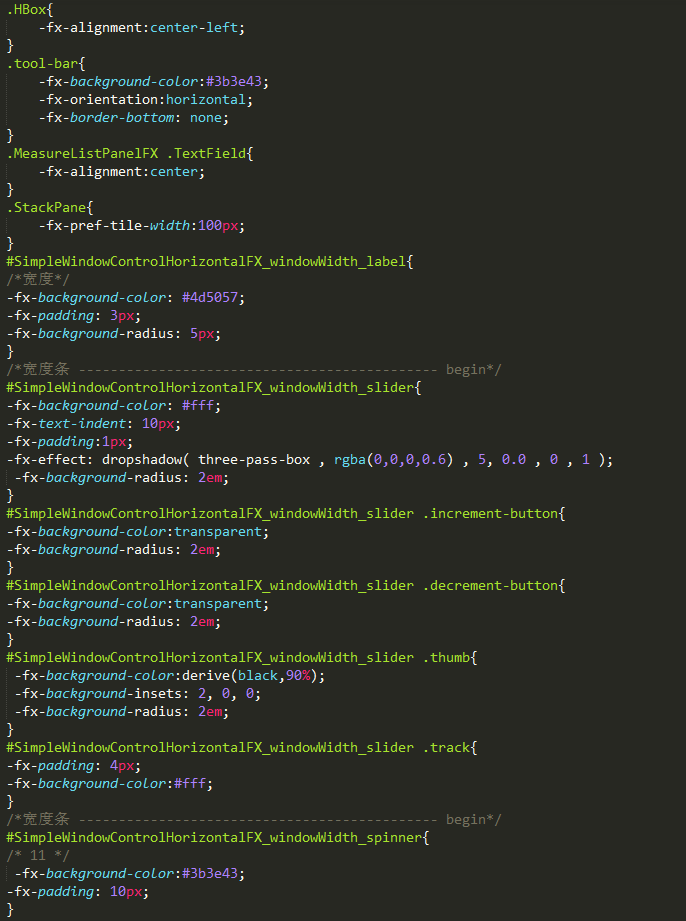 .HBox{
-fx-alignment:center-left;
}
.tool-bar{
-fx-background-color:#3b3e43;
-fx-orientation:horizontal;
-fx-border-bottom: none;
}
.MeasureListPanelFX .TextField{
-fx-alignment:center;
}
.StackPane{
-fx-pref-tile-width:100px;
}
#SimpleWindowControlHorizontalFX_windowWidth_label{
/*宽度*/
-fx-background-color: #4d5057;
-fx-padding: 3px;
-fx-background-radius: 5px;
}
/*宽度条 -------------------------------------------- begin*/
#SimpleWindowControlHorizontalFX_windowWidth_slider{
-fx-background-color: #fff;
-fx-text-indent: 10px;
-fx-padding:1px;
-fx-effect: dropshadow( three-pass-box , rgba(0,0,0,0.6) , 5, 0.0 , 0 , 1 );
-fx-background-radius: 2em;
}
#SimpleWindowControlHorizontalFX_windowWidth_slider .increment-button{
-fx-background-color:transparent;
-fx-background-radius: 2em;
}
#SimpleWindowControlHorizontalFX_windowWidth_slider .decrement-button{
-fx-background-color:transparent;
-fx-background-radius: 2em;
}
#SimpleWindowControlHorizontalFX_windowWidth_slider .thumb{
-fx-background-color:derive(black,90%);
-fx-background-insets: 2, 0, 0;
-fx-background-radius: 2em;
}
#SimpleWindowControlHorizontalFX_windowWidth_slider .track{
-fx-padding: 4px;
-fx-background-color:#fff;
}
/*宽度条 -------------------------------------------- begin*/
#SimpleWindowControlHorizontalFX_windowWidth_spinner{
/* 11 */
-fx-background-color:#3b3e43;
-fx-padding: 10px;
}